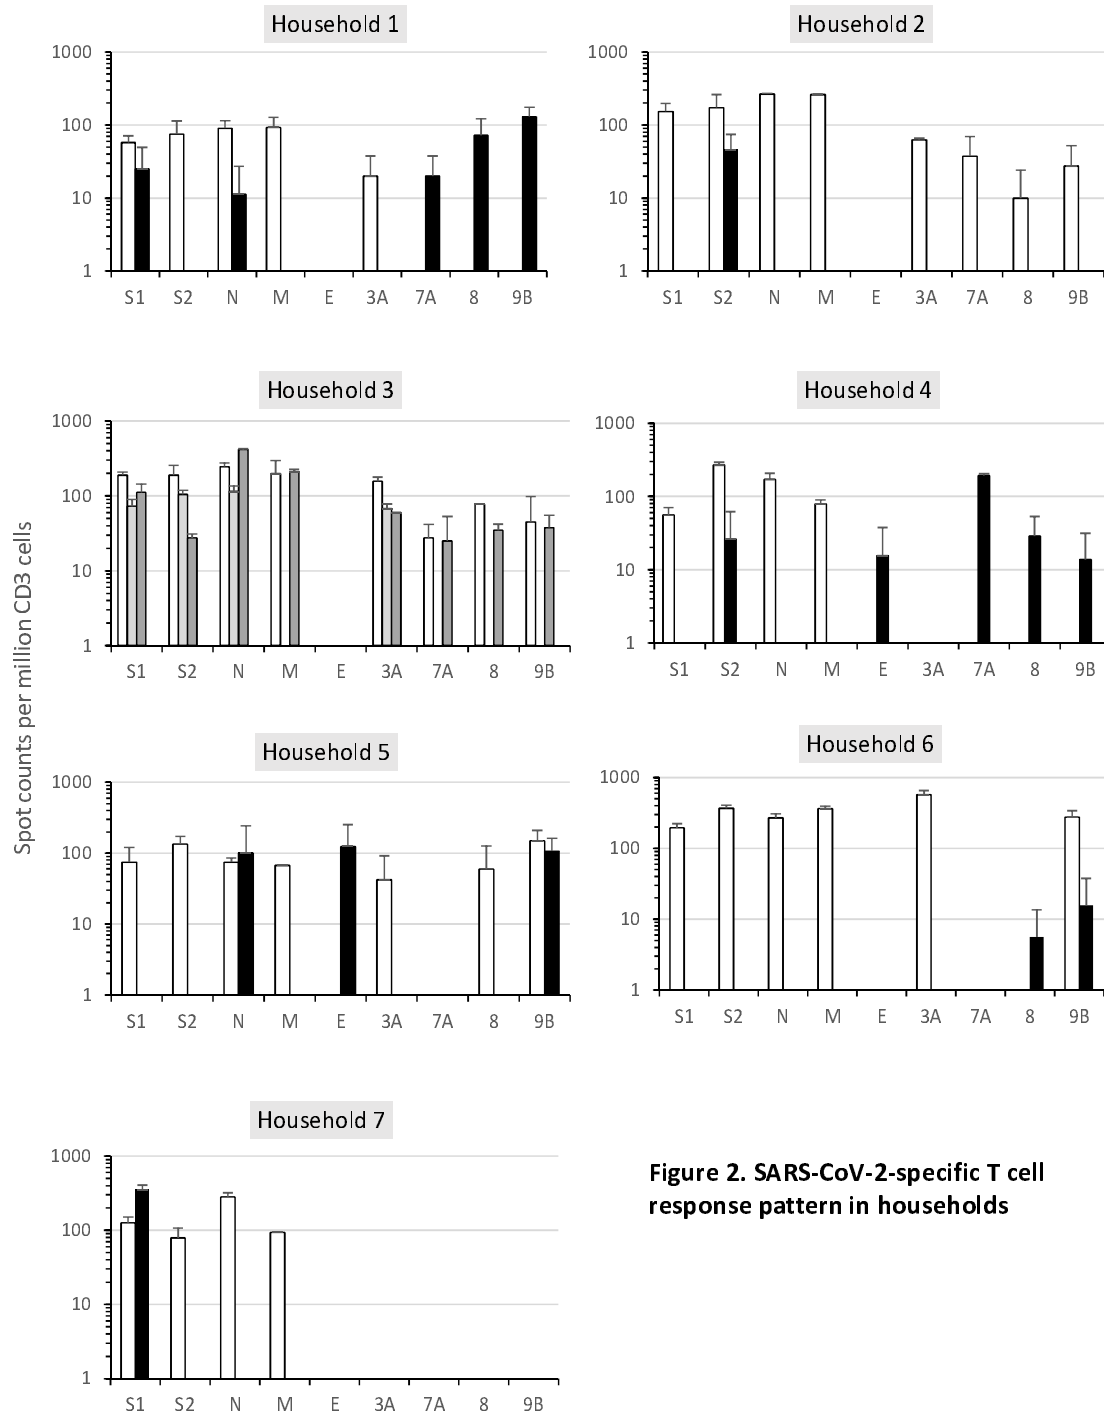 Household 1
1000
100
10
1
S1 S2 N M E 3A 7A 8 9B
Household 2
1000
100
10
1
S1 S2 N M E 3A 7A 8 9B
Spot counts per million CD3 cells
Household 3
1000
100
10
1
S1 S2 N M E 3A 7A 8 9B
Household 4
1000
100
10
1
S1 S2 N M E 3A 7A 8 9B
Household 5
1000
100
10
1
S1 S2 N M E 3A 7A 8 9B
Household 6
1000
100
10
1
S1 S2 N M E 3A 7A 8 9B
Household 7
1000
100
10
1
S1 S2 N M E 3A 7A 8 9B
Figure 2. SARS-CoV-2-specific T cell
response pattern in households